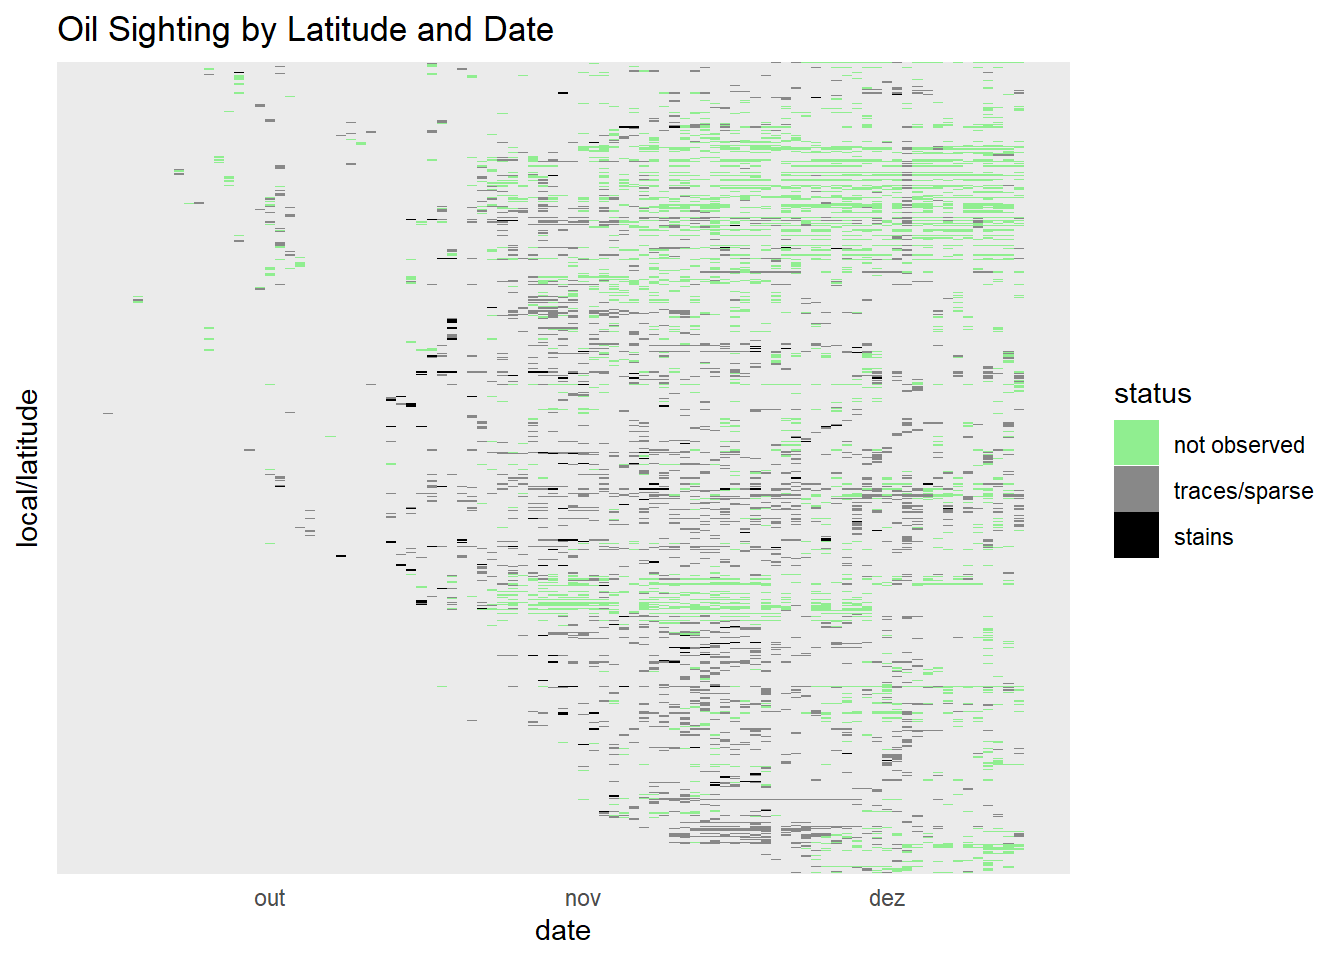 Oil Sighting by Latitude and Date
local/latitude
out
nov
dez
date
status
not observed
traces/sparse
stains